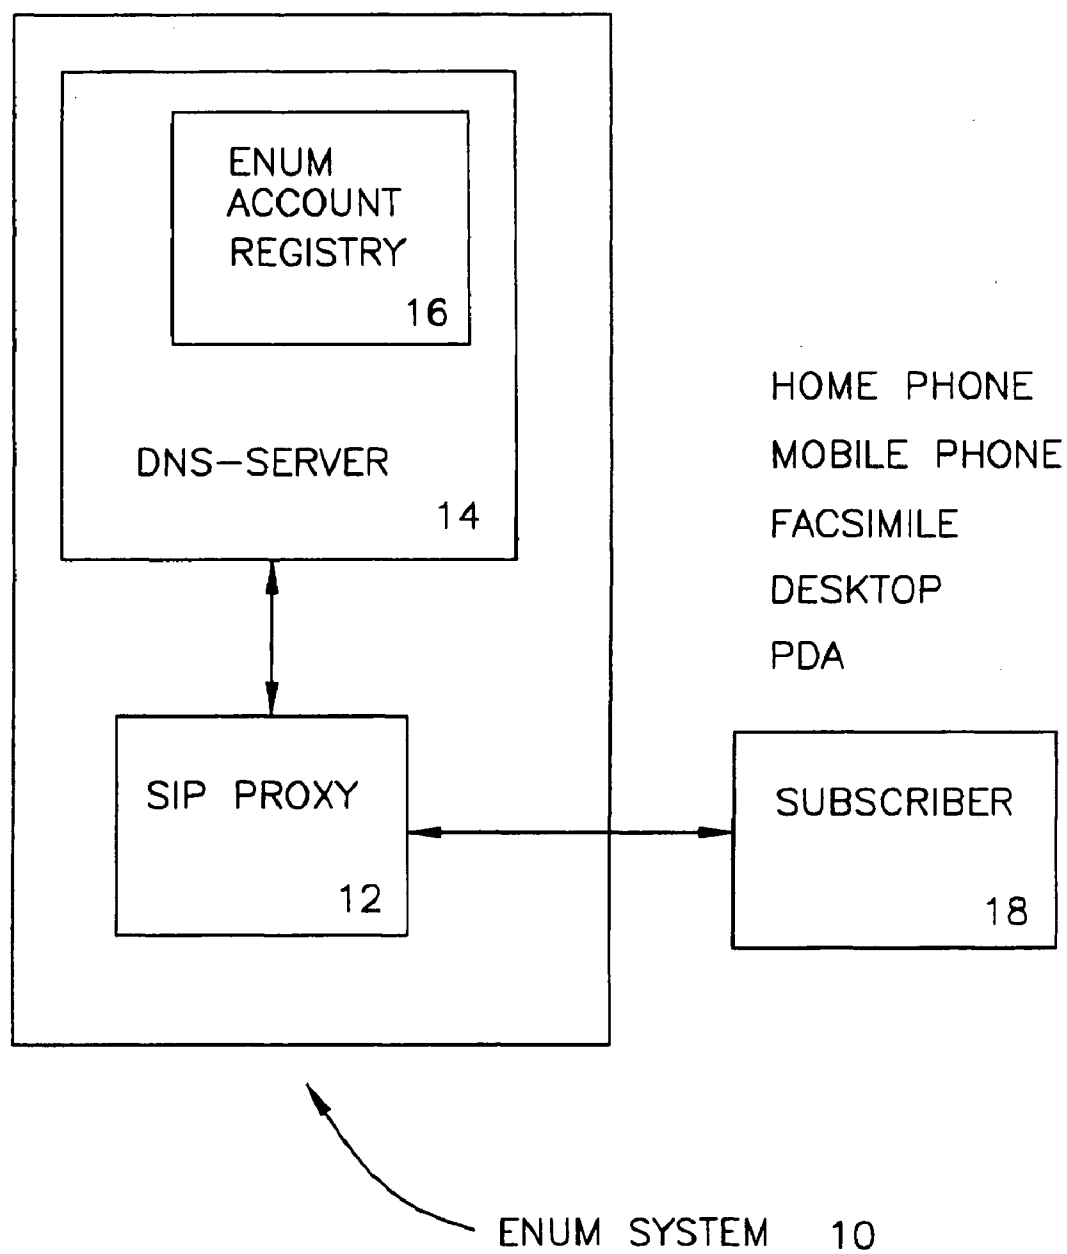 ENUM
ACCOUNT
REGISTRY
16
DNS-SERVER
14
HOME PHONE
MOBILE PHONE
FACSIMILE
DESKTOP
PDA
SIP PROXY
12
SUBSCRIBER
18
ENUM SYSTEM 10